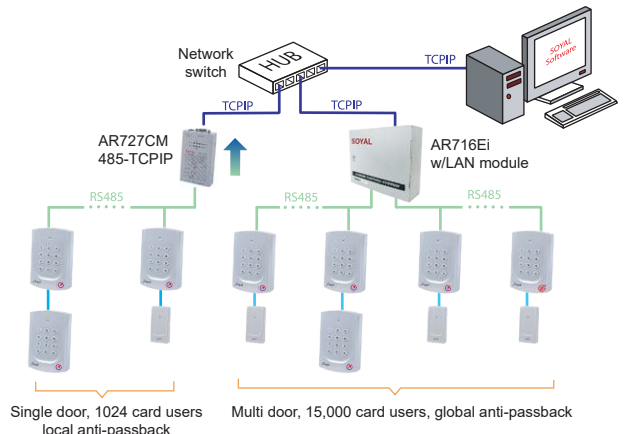 Network
switch
HUB
TCPIP
SOYAL
Software
TCPIP
TCPIP
AR727CM
485-TCPIP
SOYAL
AR716Ei
w/LAN module
RS485
RS485
RS485
Single door, 1024 card users
local anti-passback
Multi door, 15,000 card users, global anti-passback